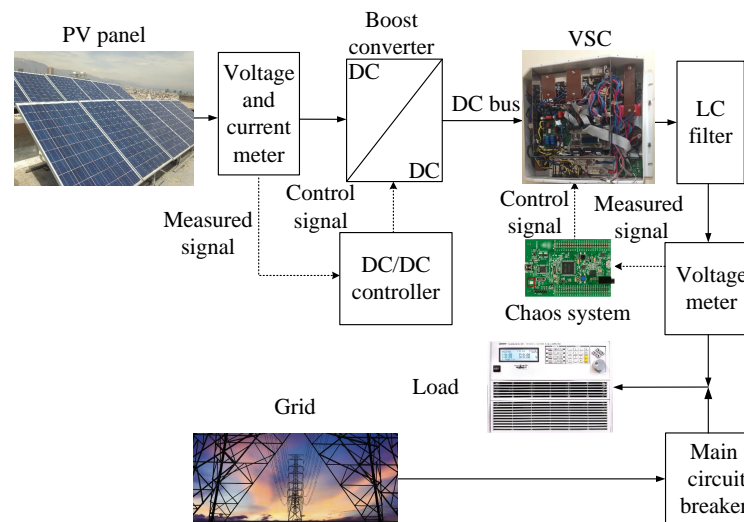 PV panel
Voltage
and
current
meter
Boost
converter
DC
DC
DC bus
VSC
LC
filter
Measured
signal
Control
signal
DC/DC
controller
Control
signal
Measured
signal
Chaos system
Voltage
meter
Load
Grid
Main
circuit
breaker